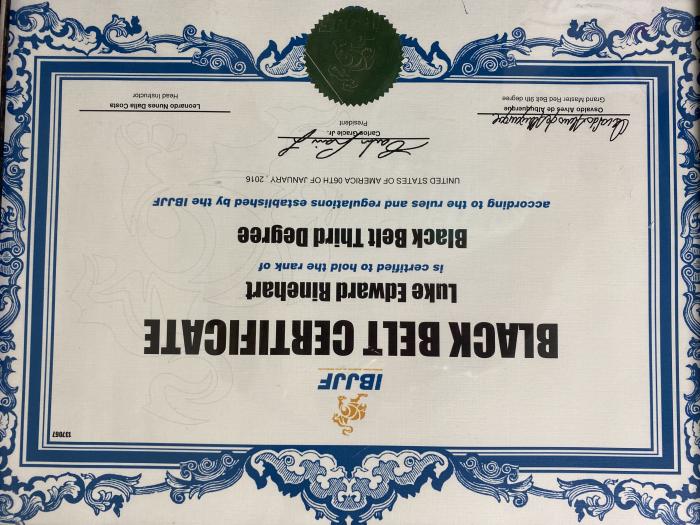 137067
IBJJF
BLACK BELT CERTIFICATE
Luke Edward Rinehart
is certified to hold the rank of
Black Belt Third Degree
according to the rules and regulations established by the IBJJF
UNITED STATES OF AMERICA 06TH OF JANUARY, 2016
Osvaldo Alves de Albuquerque
Grand Master Red Belt 9th degree
Carlos Gracie Jr.
President
Leonardo Nunes Dalla Costa
Head Instructor